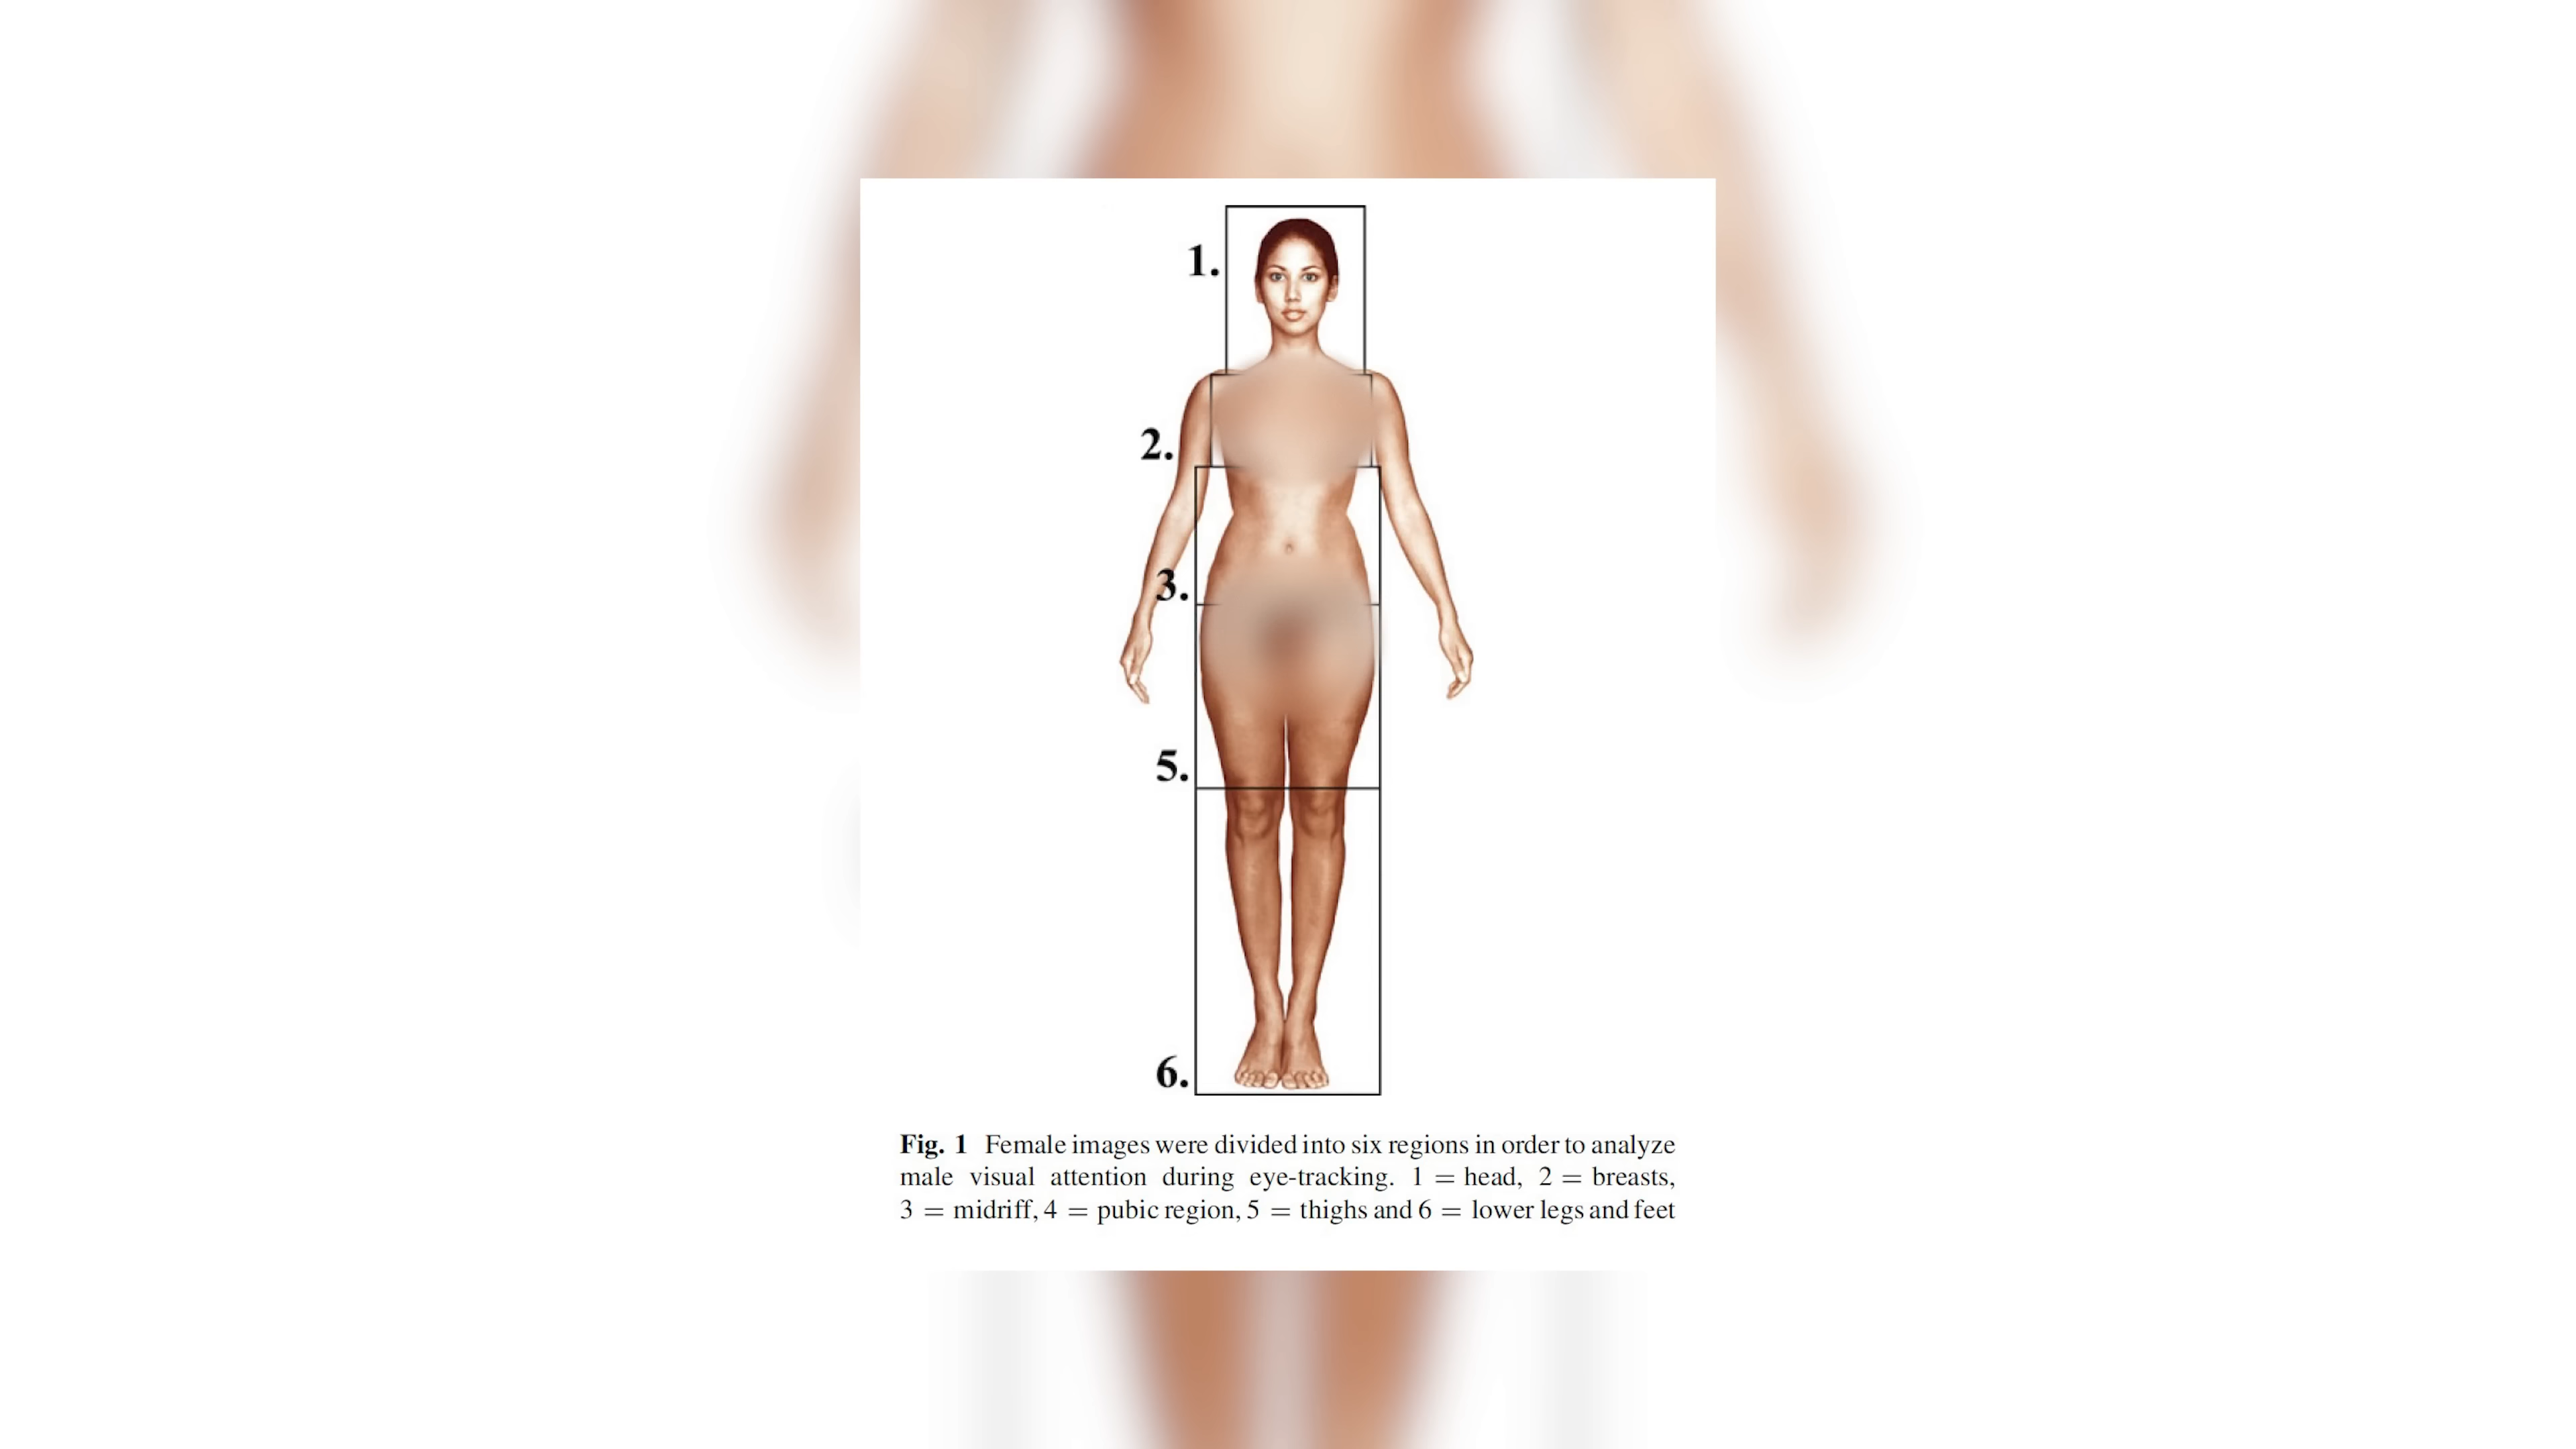 1.
2.
3.
5.
6.
Fig. 1 Female images were divided into six regions in order to analyze
male visual attention during eye-tracking. 1 = head, 2 = breasts,
3 = midriff, 4 = pubic region, 5 = thighs and 6 = lower legs and feet